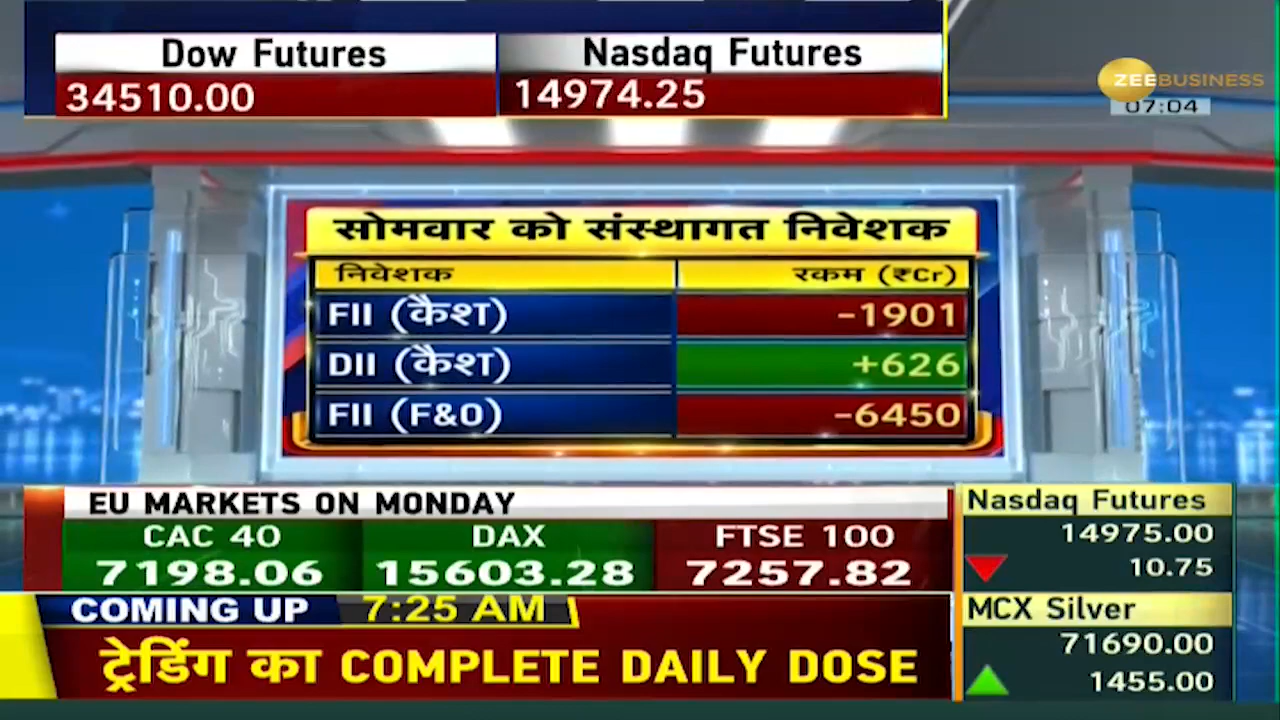 Dow Futures
34510.00
Nasdaq Futures
14974.25
ZEEBUSINESS
07:04
सोमवार को संस्थागत निवेशक
निवेशक रकम (₹Cr)
FII (कैश) -1901
DII (कैश) +626
FII (F&O) -6450
EU MARKETS ON MONDAY
CAC 40
7198.06
DAX
15603.28
FTSE 100
7257.82
COMING UP 7:25 AM
ट्रेडिंग का COMPLETE DAILY DOSE
Nasdaq Futures
14975.00
10.75
MCX Silver
71690.00
1455.00